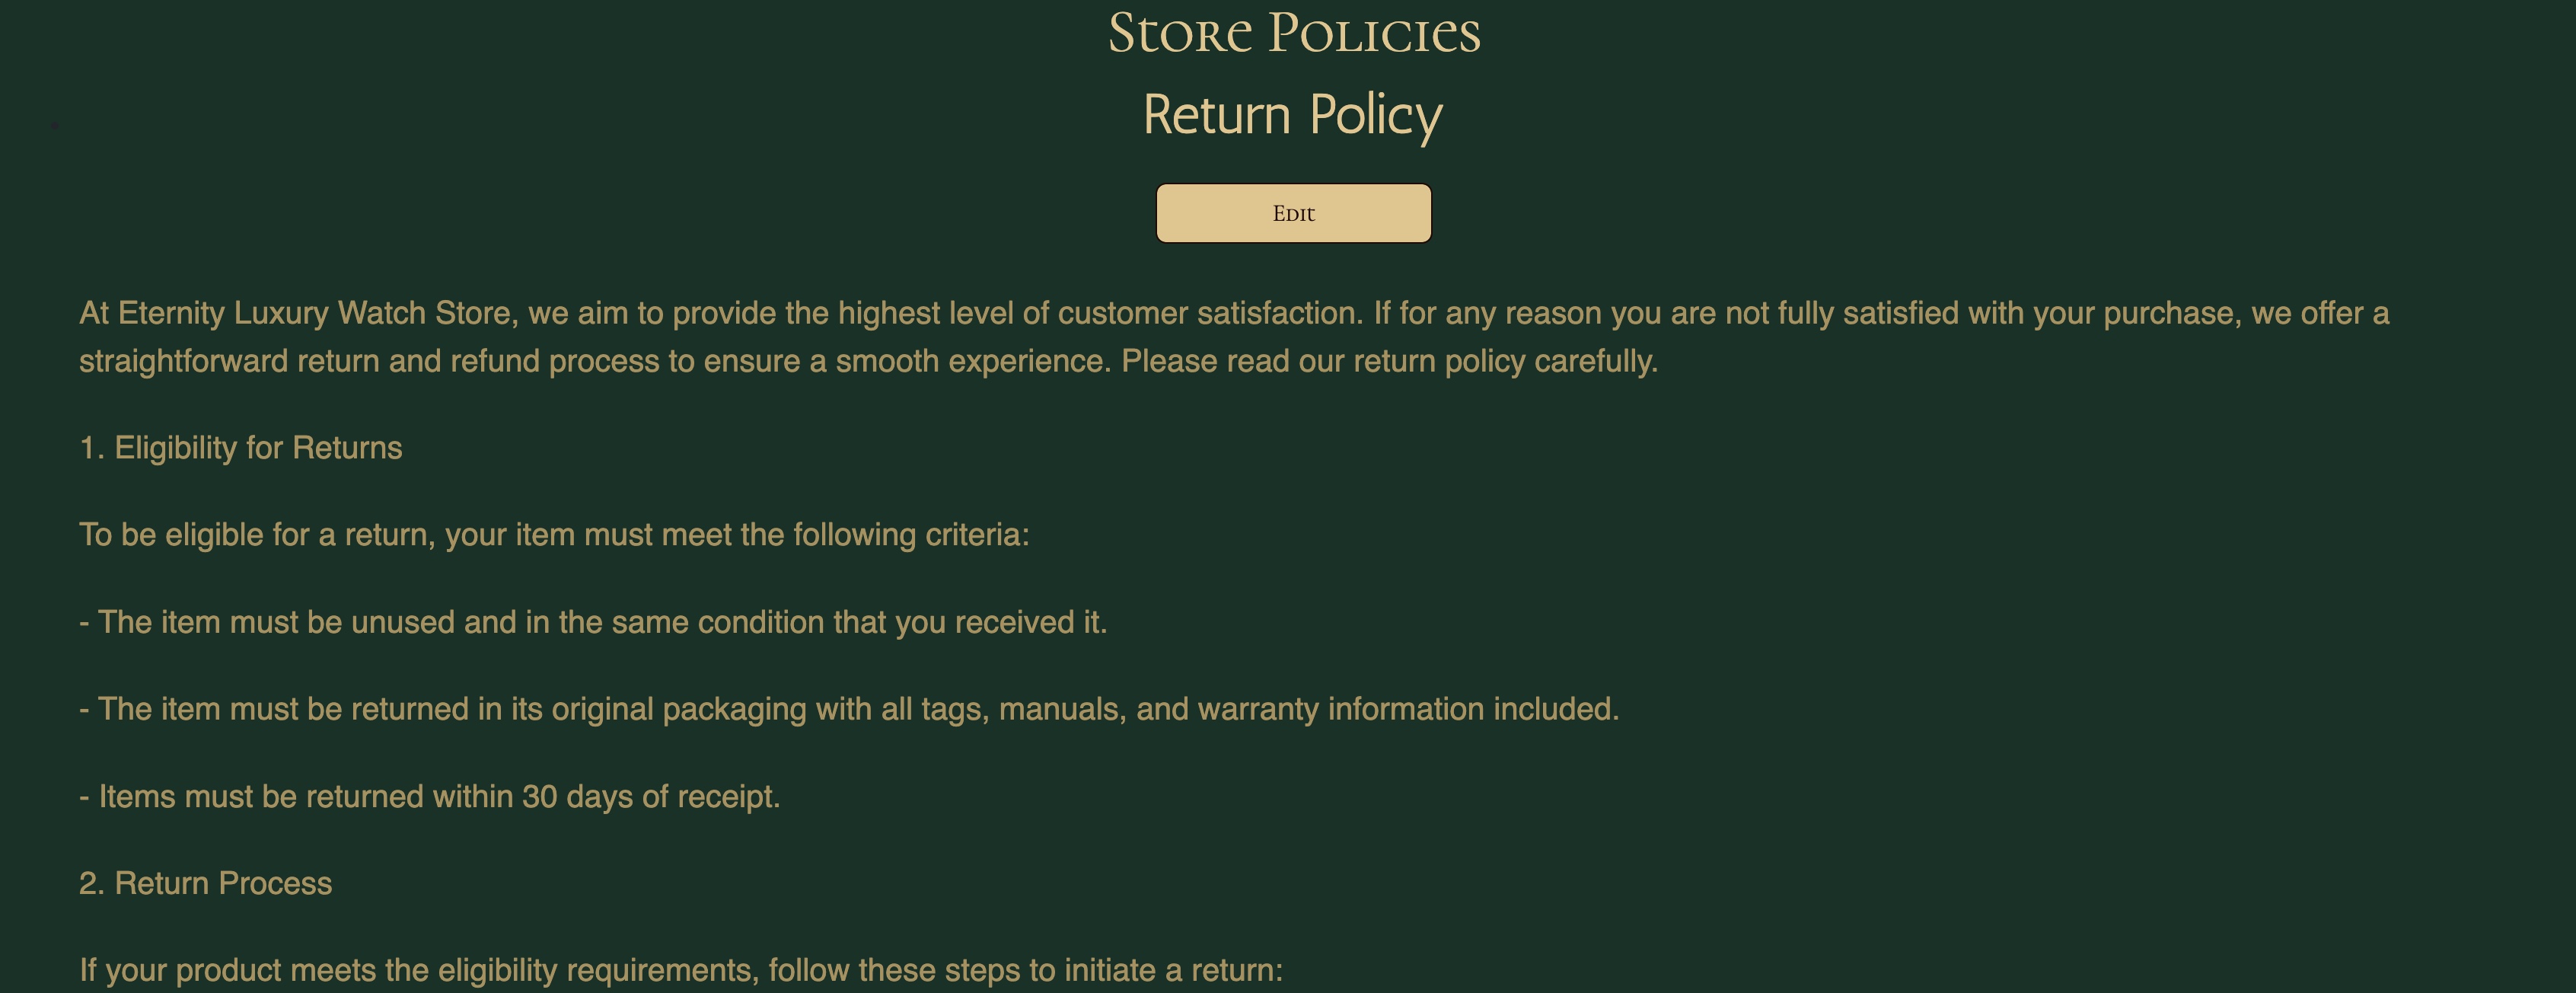 Store Policies
Return Policy
Edit
At Eternity Luxury Watch Store, we aim to provide the highest level of customer satisfaction. If for any reason you are not fully satisfied with your purchase, we offer a
straightforward return and refund process to ensure a smooth experience. Please read our return policy carefully.
1. Eligibility for Returns
To be eligible for a return, your item must meet the following criteria:
- The item must be unused and in the same condition that you received it.
- The item must be returned in its original packaging with all tags, manuals, and warranty information included.
- Items must be returned within 30 days of receipt.
2. Return Process
If your product meets the eligibility requirements, follow these steps to initiate a return: